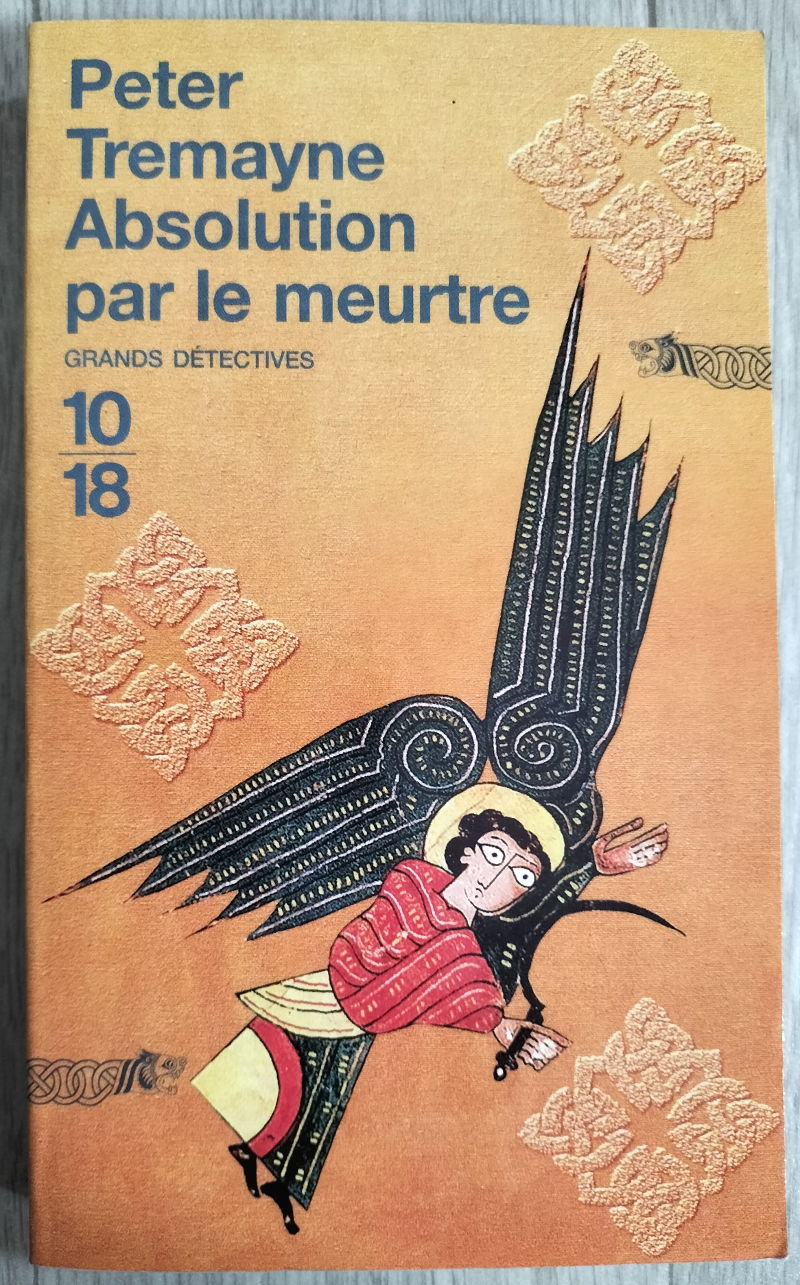 Peter
Tremayne
Absolution
par le meurtre
GRANDS DÉTECTIVES
10
18